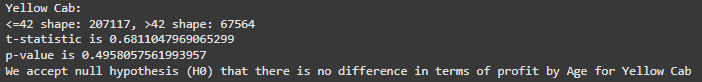 Yellow Cab:
<=42 shape: 207117, >42 shape: 67564
t-statistic is 0.6811047969065299
p-value is 0.4958057561993957
We accept null hypothesis (H0) that there is no difference in terms of profit by Age for Yellow Cab